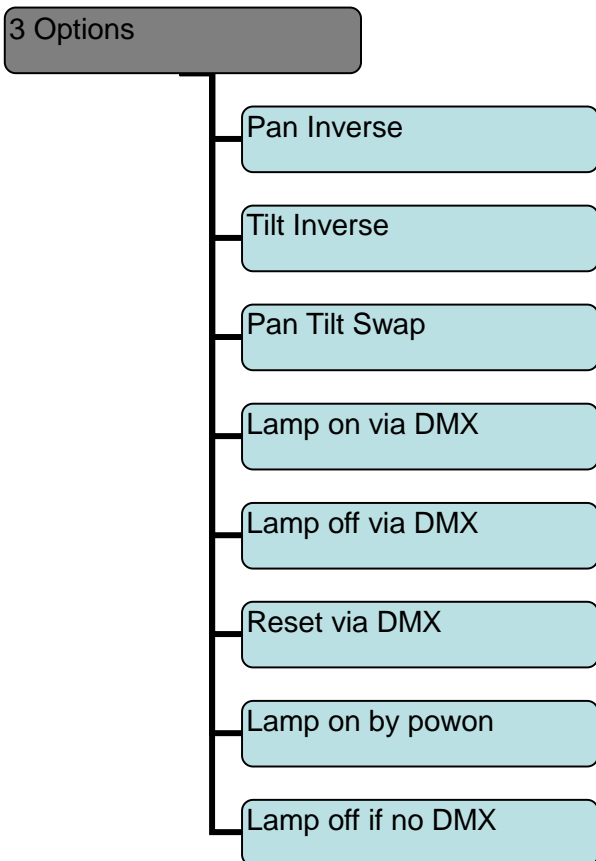 3 Options
Pan Inverse
Tilt Inverse
Pan Tilt Swap
Lamp on via DMX
Lamp off via DMX
Reset via DMX
Lamp on by powon
Lamp off if no DMX